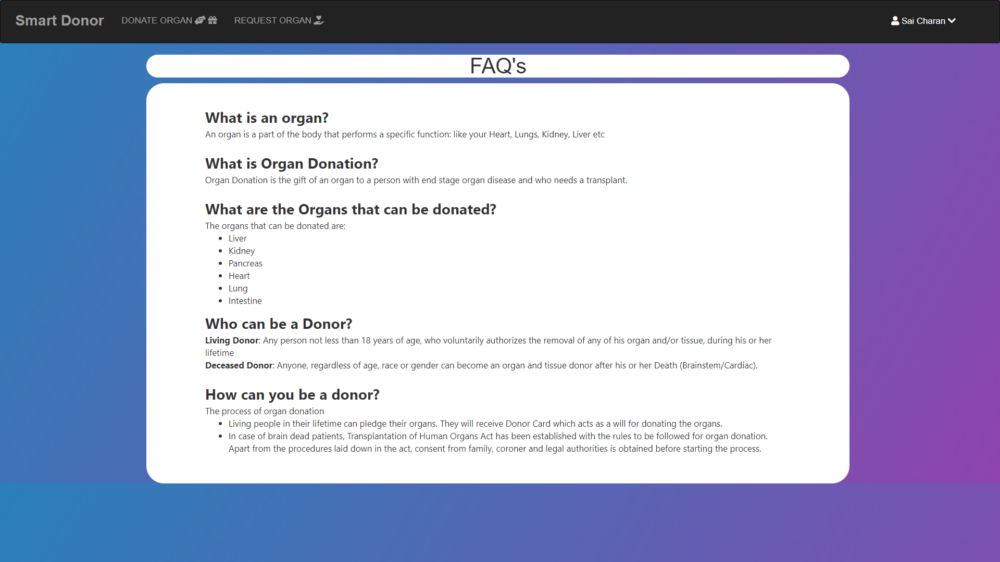 Smart Donor DONATE ORGAN REQUEST ORGAN Sai Charan
FAQ's
What is an organ?
An organ is a part of the body that performs a specific function: like your Heart, Lungs, Kidney, Liver etc
What is Organ Donation?
Organ Donation is the gift of an organ to a person with end stage organ disease and who needs a transplant.
What are the Organs that can be donated?
The organs that can be donated are:
• Liver
• Kidney
• Pancreas
• Heart
• Lung
• Intestine
Who can be a Donor?
Living Donor: Any person not less than 18 years of age, who voluntarily authorizes the removal of any of his organ and/or tissue, during his or her
lifetime
Deceased Donor: Anyone, regardless of age, race or gender can become an organ and tissue donor after his or her Death (Brainstem/Cardiac).
How can you be a donor?
The process of organ donation
• Living people in their lifetime can pledge their organs. They will receive Donor Card which acts as a will for donating the organs.
• In case of brain dead patients, Transplantation of Human Organs Act has been established with the rules to be followed for organ donation.
Apart from the procedures laid down in the act, consent from family, coroner and legal authorities is obtained before starting the process.